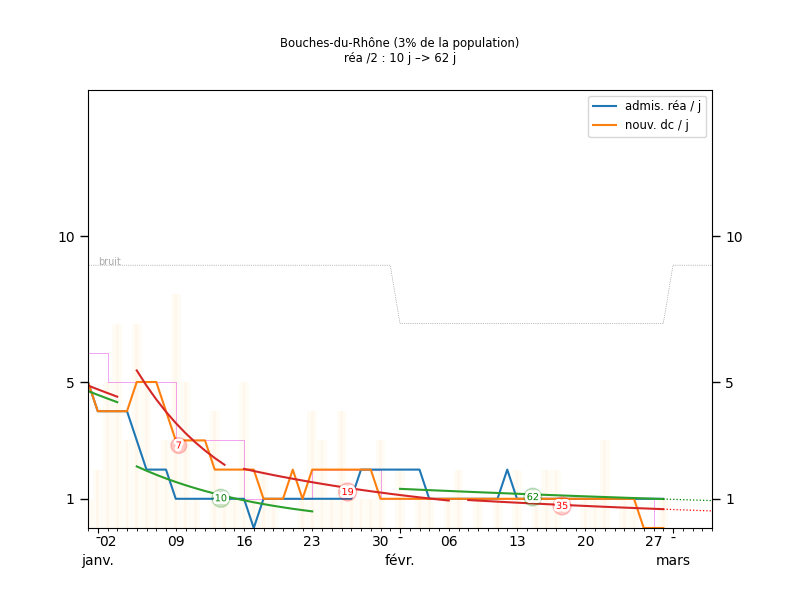 Bouches-du-Rhône (3% de la population)
réa /2 : 10 j –> 62 j
admis. réa / j
nouv. dc / j
10
10
bruit
5
5
7
19
10
62
35
1
1
02
09
16
23
30
06
13
20
27
janv.
févr.
mars